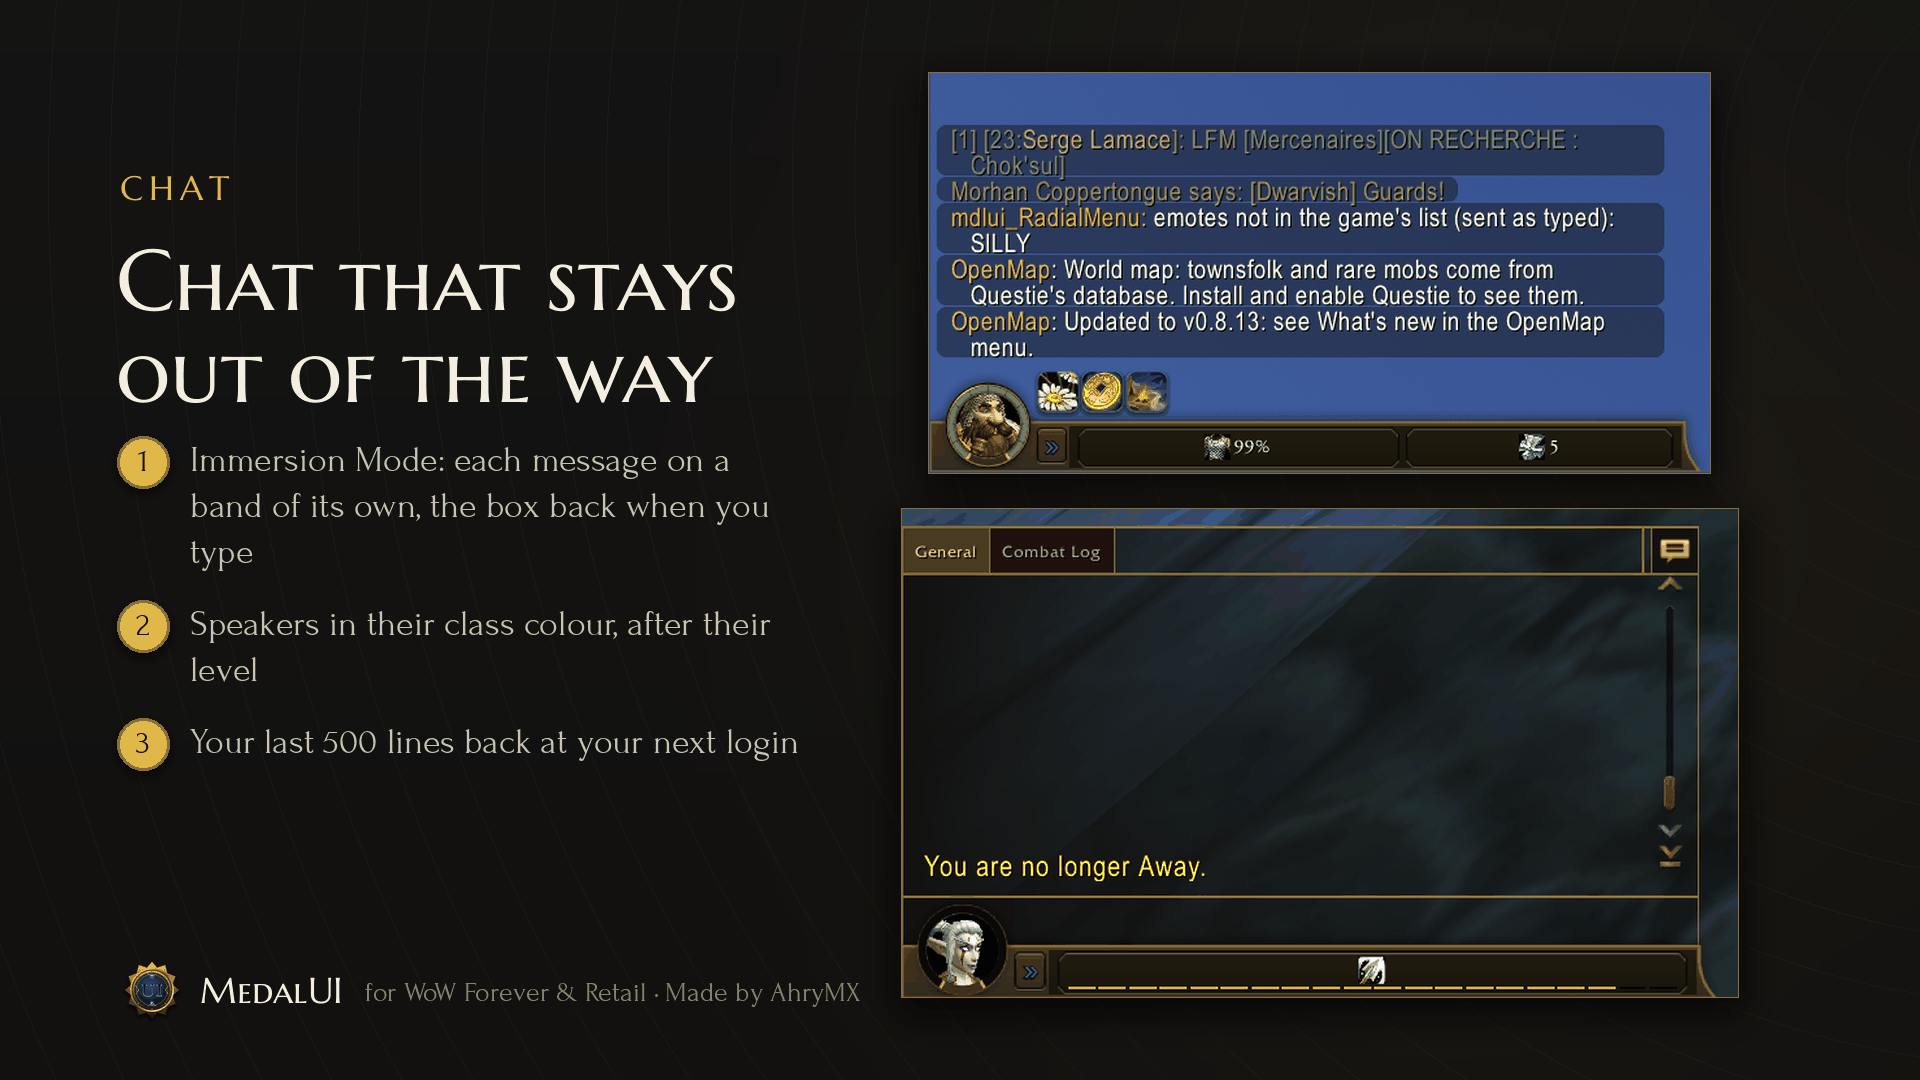 CHAT
CHAT THAT STAYS
OUT OF THE WAY
1
Immersion Mode: each message on a
band of its own, the box back when you
type
2
Speakers in their class colour, after their
level
3
Your last 500 lines back at your next login
UI
MEDALUI for WoW Forever & Retail · Made by AhryMX
[1] [23:Serge Lamace]: LFM [Mercenaires][ON RECHERCHE :
Chok'sul]
Morhan Coppertongue says: [Dwarvish] Guards!
mdlui_RadialMenu: emotes not in the game's list (sent as typed):
SILLY
OpenMap: World map: townsfolk and rare mobs come from
Questie's database. Install and enable Questie to see them.
OpenMap: Updated to v0.8.13: see What's new in the OpenMap
menu.
99%
5
General
Combat Log
You are no longer Away.